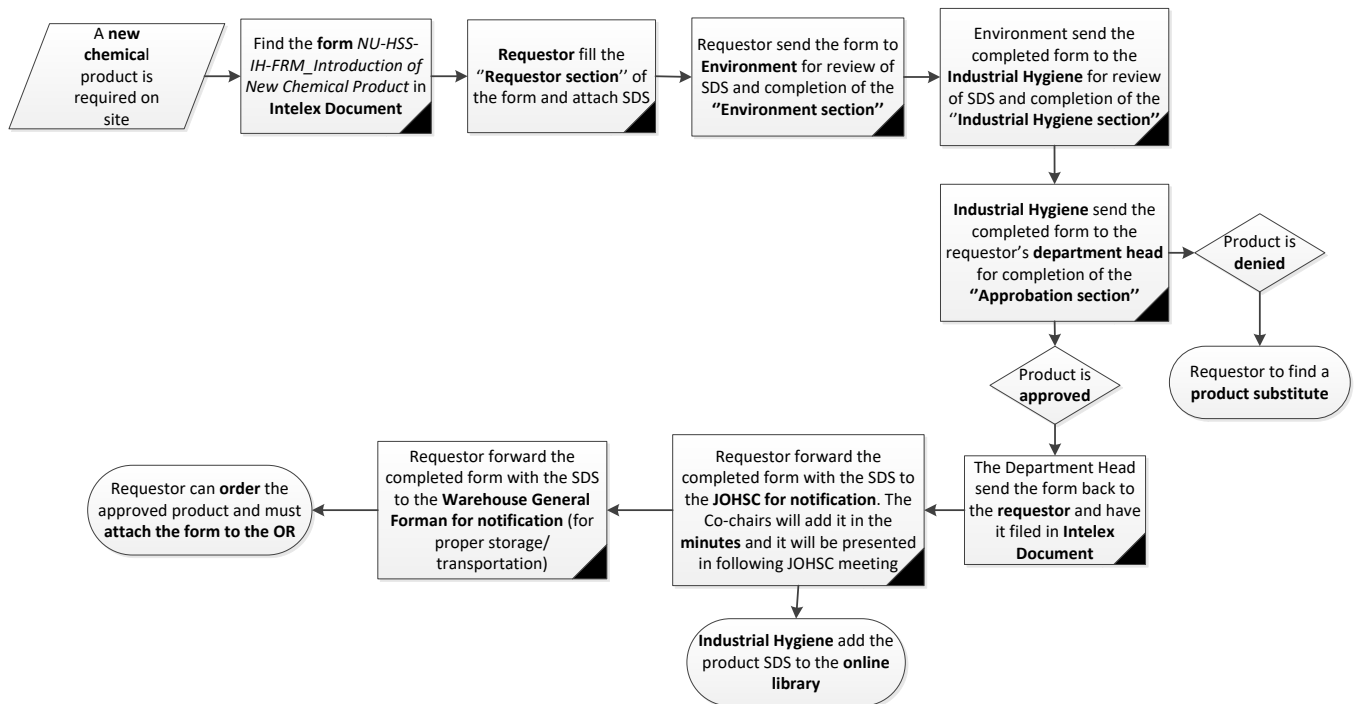 A new
chemical
product is
required on
site
Find the form NU-HSS-
IH-FRM_Introduction of
New Chemical Product in
Intelex Document
Requestor fill the
‘’Requestor section’’ of
the form and attach SDS
Requestor send the form to
Environment for review of
SDS and completion of the
‘’Environment section’’
Environment send the
completed form to the
Industrial Hygiene for review
of SDS and completion of the
‘’Industrial Hygiene section’’
Industrial Hygiene send the
completed form to the
requestor’s department head
for completion of the
‘’Approbation section’’
Product is
denied
Requestor to find a
product substitute
Product is
approved
The Department Head
send the form back to
the requestor and have
it filed in Intelex
Document
Requestor forward the
completed form with the SDS
to the JOHSC for notification. The
Co-chairs will add it in the
minutes and it will be presented
in following JOHSC meeting
Requestor forward the
completed form with the SDS
to the Warehouse General
Forman for notification (for
proper storage/
transportation)
Requestor can order the
approved product and must
attach the form to the OR
Industrial Hygiene add the
product SDS to the online
library